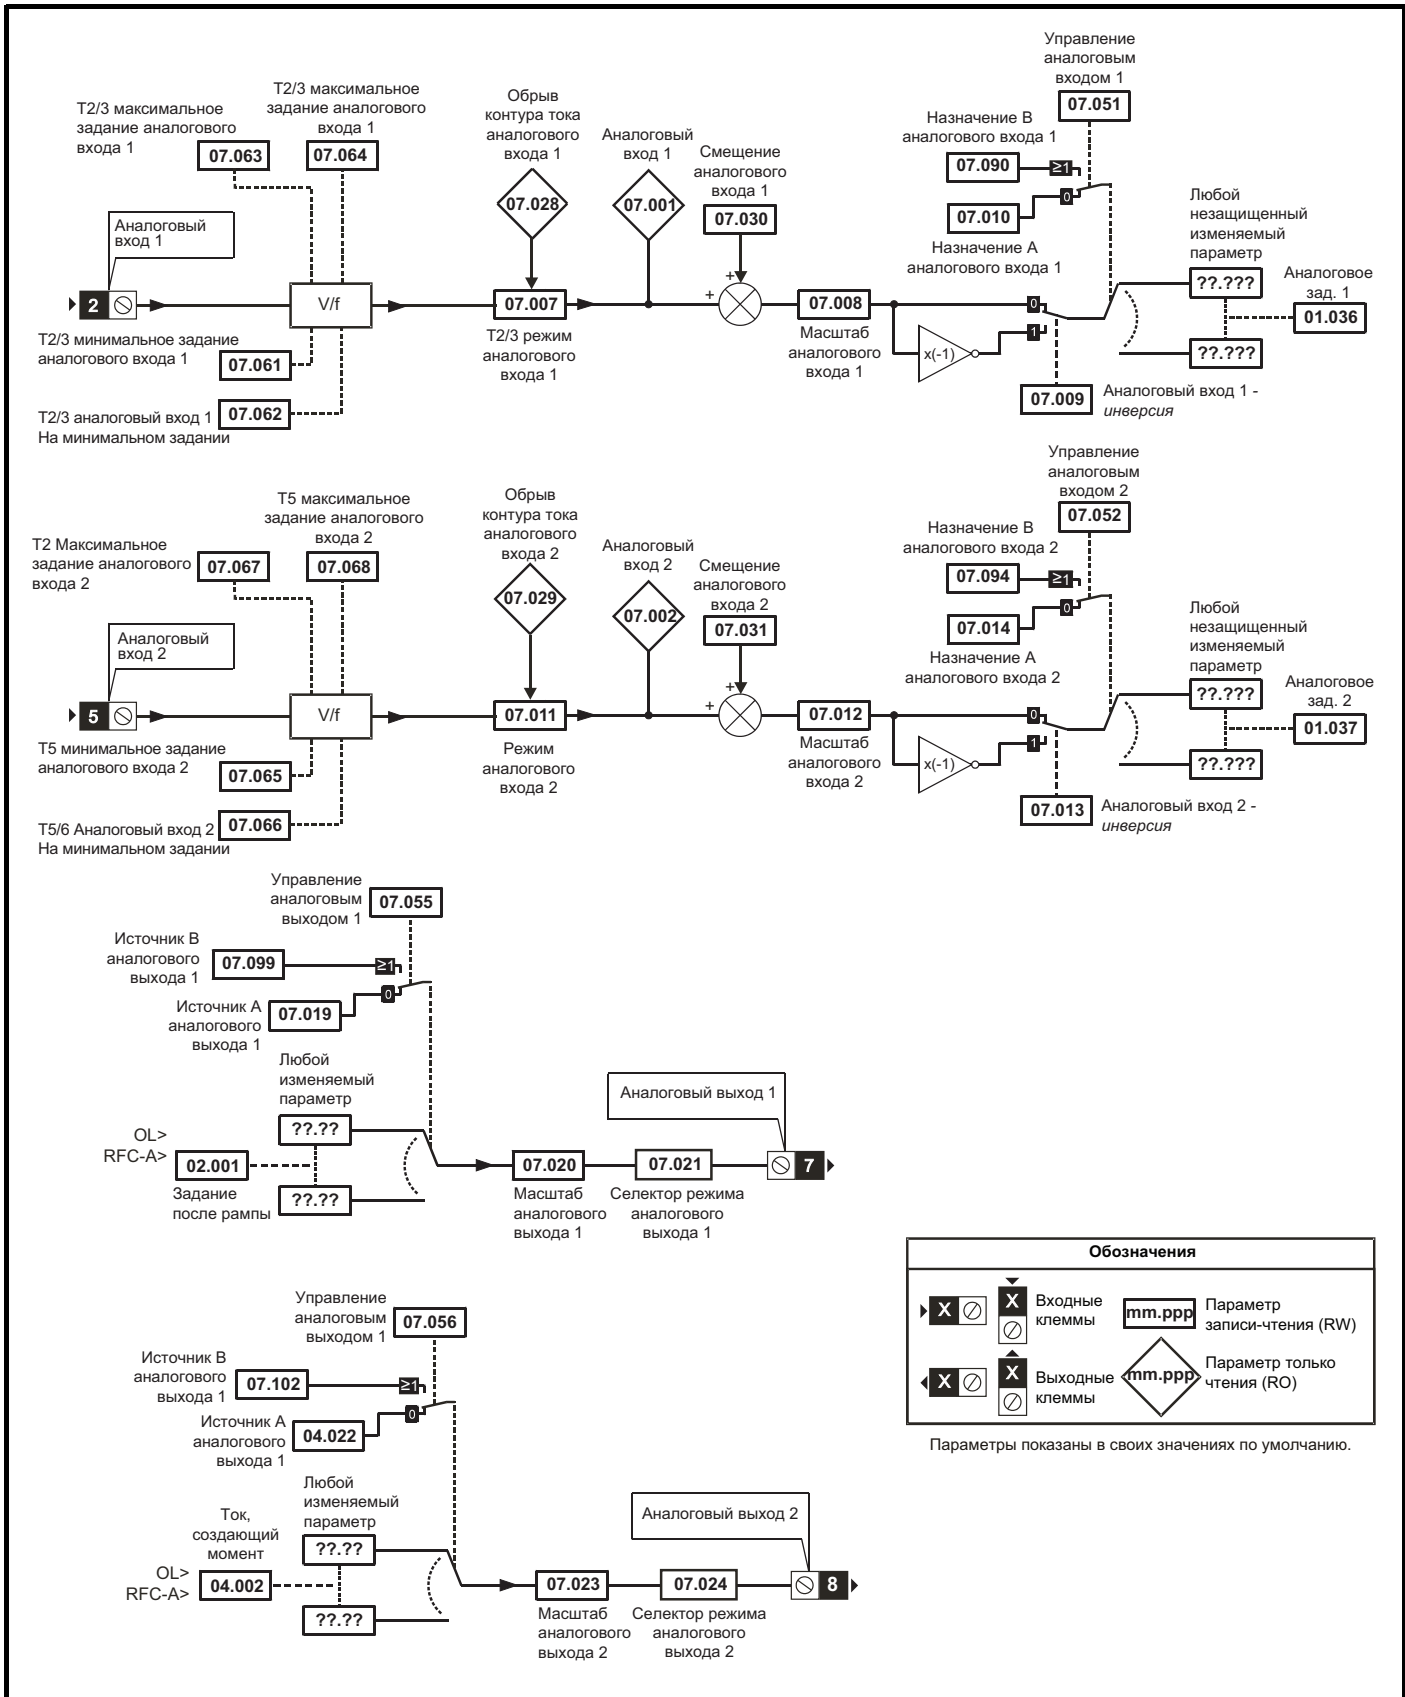 Управление
аналоговым
входом 1
07.051
T2/3 максимальное
задание аналогового
входа 1
07.063
T2/3 максимальное
задание аналогового
входа 1
07.064
Обрыв
контура тока
аналогового
входа 1
07.028
Аналоговый
вход 1
07.001
Смещение
аналогового
входа 1
07.030
Назначение B
аналогового входа 1
07.090
≥1
0
07.010
Назначение A
аналогового входа 1
Любой
незащищенный
изменяемый
параметр
??.???
??.???
Аналоговое
зад. 1
01.036
Аналоговый
вход 1
2
V/f
07.007
T2/3 режим
аналогового
входа 1
+
+
07.008
Масштаб
аналогового
входа 1
x(-1)
0
1
07.009
Аналоговый вход 1 -
инверсия
T2/3 минимальное задание
аналогового входа 1
07.061
T2/3 аналоговый вход 1
На минимальном задании
07.062
Управление
аналоговым
входом 2
07.052
T2 Максимальное
задание аналогового
входа 2
07.067
T5 максимальное
задание аналогового
входа 2
07.068
Обрыв
контура тока
аналогового
входа 2
07.029
Аналоговый
вход 2
07.002
Смещение
аналогового
входа 2
07.031
Назначение B
аналогового входа 2
07.094
≥1
0
07.014
Назначение A
аналогового входа 2
Любой
незащищенный
изменяемый
параметр
??.???
??.???
Аналоговое
зад. 2
01.037
Аналоговый
вход 2
5
V/f
07.011
Режим
аналогового
входа 2
+
+
07.012
Масштаб
аналогового
входа 2
x(-1)
0
1
07.013
Аналоговый вход 2 -
инверсия
T5 минимальное задание
аналогового входа 2
07.065
T5/6 Аналоговый вход 2
На минимальном задании
07.066
Управление
аналоговым
выходом 1
07.055
Источник B
аналогового
выхода 1
07.099
≥1
0
Источник A
аналогового
выхода 1
07.019
Любой
изменяемый
параметр
??.??
??.??
OL>
RFC-A>
02.001
Задание
после рампы
07.020
Масштаб
аналогового
выхода 1
07.021
Селектор режима
аналогового
выхода 1
Аналоговый выход 1
7
Управление
аналоговым
выходом 1
07.056
Источник B
аналогового
выхода 1
07.102
≥1
0
Источник A
аналогового
выхода 1
04.022
Любой
изменяемый
параметр
??.??
??.??
Ток,
создающий
момент
OL>
RFC-A>
04.002
07.023
Масштаб
аналогового
выхода 2
07.024
Селектор режима
аналогового
выхода 2
Аналоговый выход 2
8
Обозначения
X
X
Входные
клеммы
mm.ppp
Параметр
записи-чтения (RW)
X
X
Выходные
клеммы
mm.ppp
Параметр только
чтения (RO)
Параметры показаны в своих значениях по умолчанию.